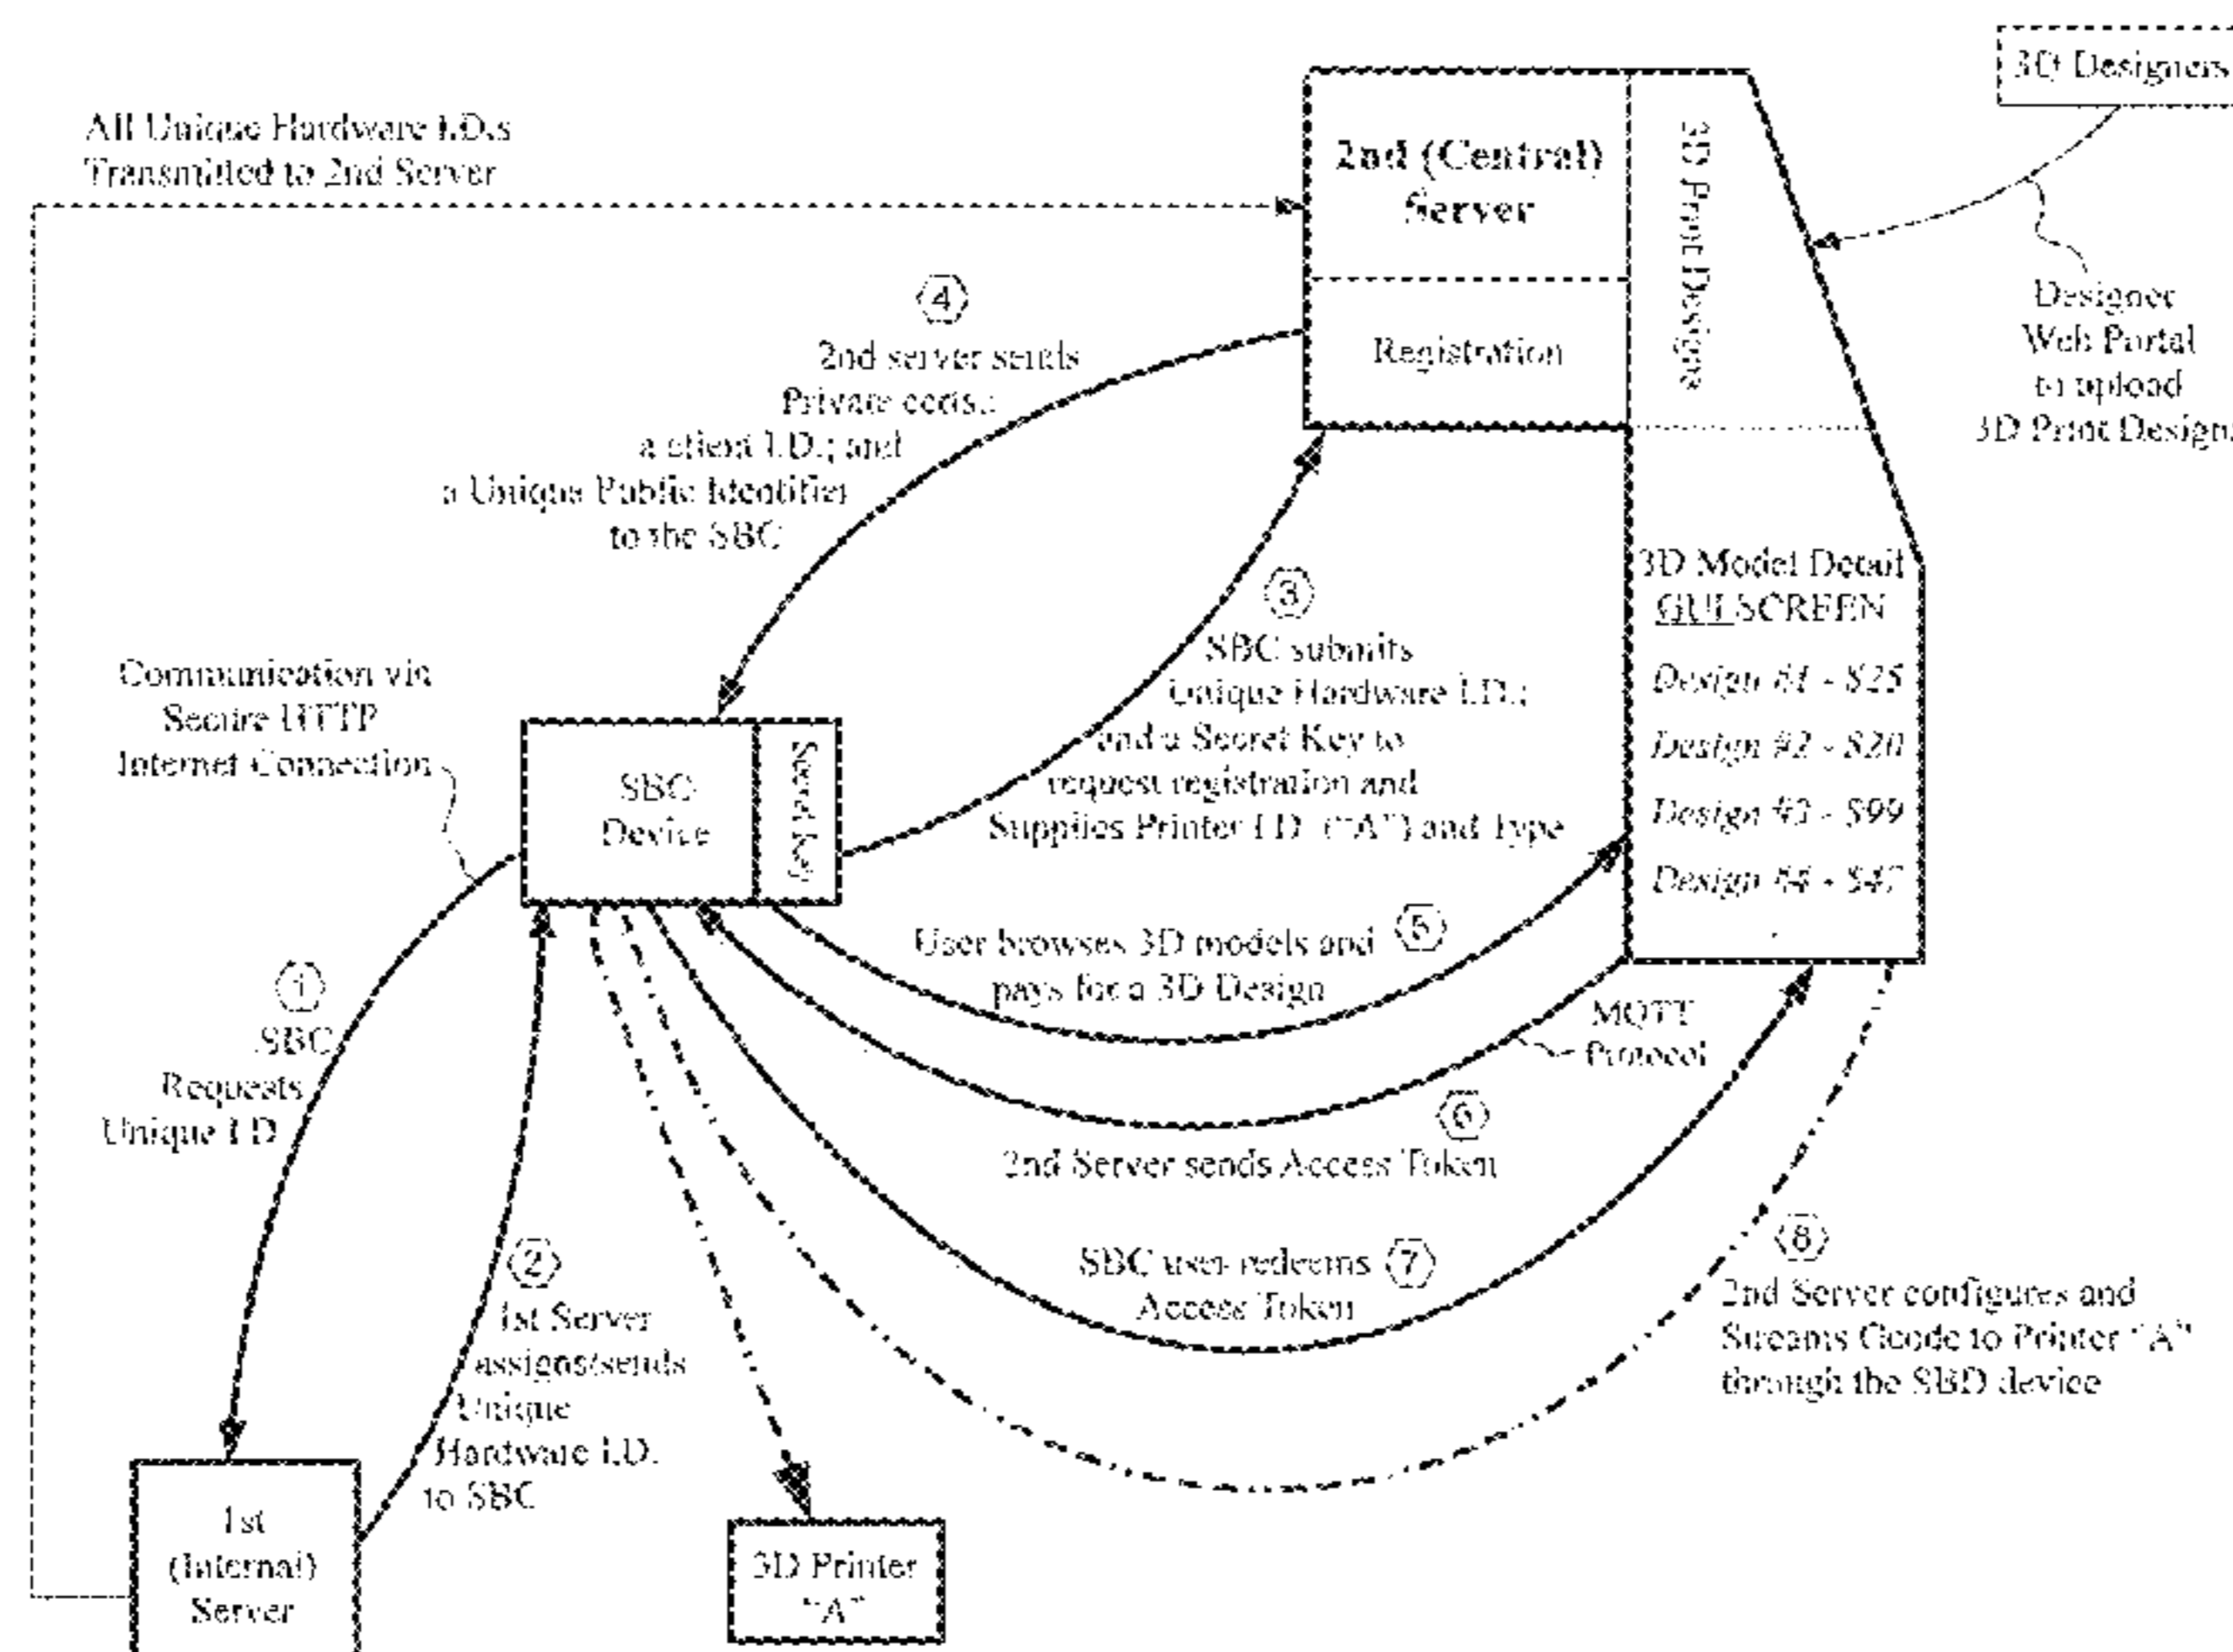 3D Designers
All Unique Hardware I.D.s
Transmitted to 2nd Server
2nd (Central)
Server
3D Print Designs
Registration
Designer
Web Portal
to upload
3D Print Designs
4
2nd server sends
Private certs.;
a client I.D.; and
a Unique Public Identifier
to the SBC
3
SBC submits
Unique Hardware I.D.;
and a Secret Key to
request registration and
Supplies Printer I.D. ("A") and Type
3D Model Detail
GUI SCREEN
Design #1 - $25
Design #2 - $20
Design #3 - $99
Design #4 - $47
Communication via
Secure HTTP
Internet Connection
SBC
Device
Secret Key
5
User browses 3D models and
pays for a 3D Design
MQTT
Protocol
1
SBC
Requests
Unique I.D.
6
2nd Server sends Access Token
2
1st Server
assigns/sends
Unique
Hardware I.D.
to SBC
SBC user redeems
Access Token
7
8
2nd Server configures and
Streams Gcode to Printer "A"
through the SBD device
1st
(Internal)
Server
3D Printer
"A"